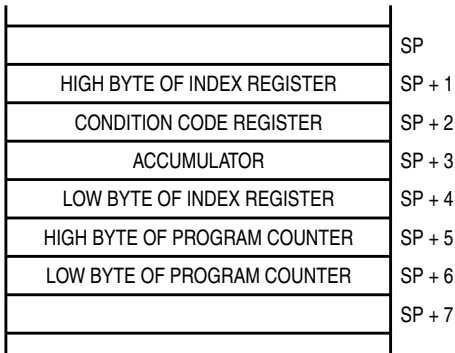 SP
HIGH BYTE OF INDEX REGISTER SP + 1
CONDITION CODE REGISTER SP + 2
ACCUMULATOR SP + 3
LOW BYTE OF INDEX REGISTER SP + 4
HIGH BYTE OF PROGRAM COUNTER SP + 5
LOW BYTE OF PROGRAM COUNTER SP + 6
SP + 7